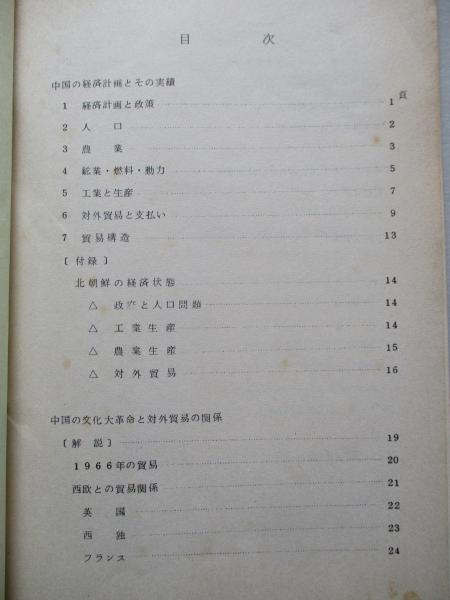 目次
頁
中国の経済計画とその実績
1 経済計画と政策 1
2 人口 2
3 農業 3
4 鉱業・燃料・動力 5
5 工業と生産 7
6 対外貿易と支払い 9
7 貿易構造 13
〔付録〕
北朝鮮の経済状態 14
△ 政府と人口問題 14
△ 工業生産 14
△ 農業生産 15
△ 対外貿易 16
中国の文化大革命と対外貿易の関係
〔解説〕 19
1966年の貿易 20
西欧との貿易関係 21
英国 22
西独 23
フランス 24